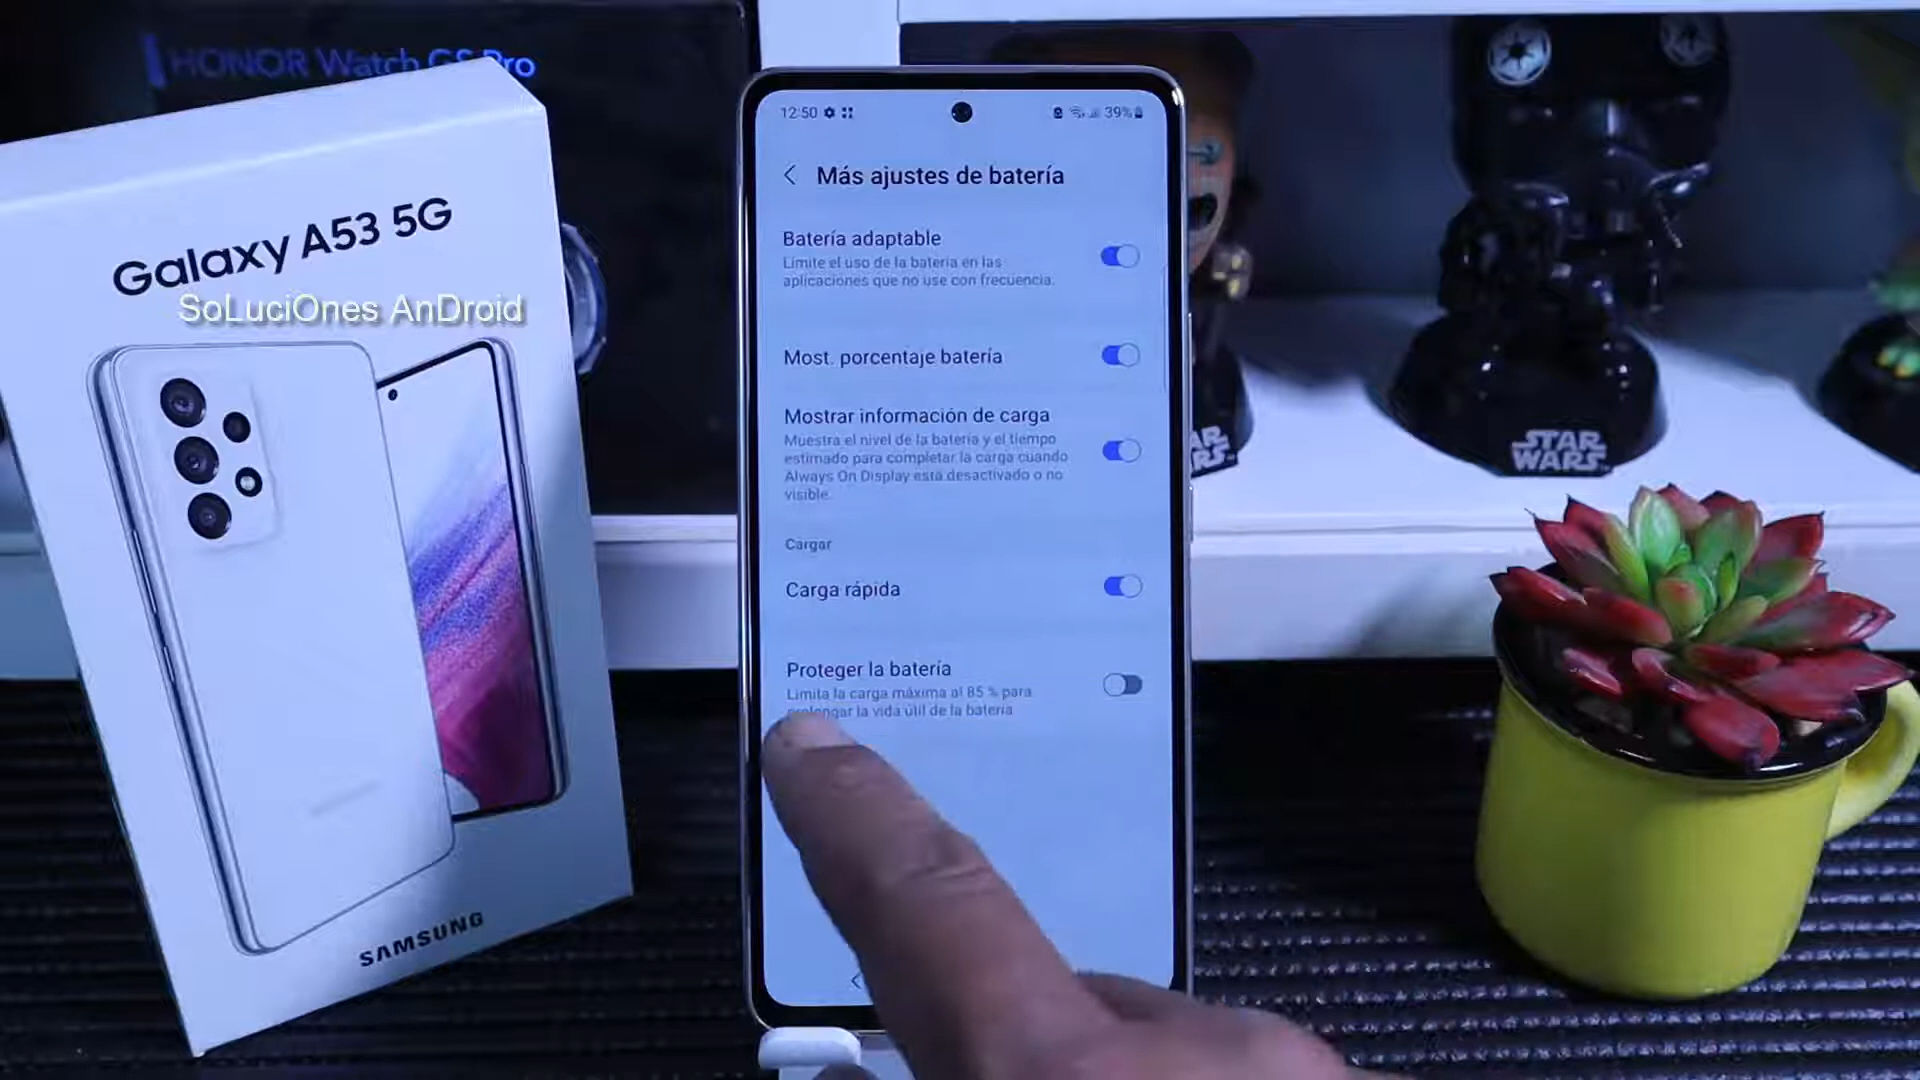 HONOR Watch GS Pro
Galaxy A53 5G
SoLuciOnes AnDroid
SAMSUNG
12:50
39%
Más ajustes de batería
Batería adaptable
Limite el uso de la batería en las
aplicaciones que no use con frecuencia.
Most. porcentaje batería
Mostrar información de carga
Muestra el nivel de la batería y el tiempo
estimado para completar la carga cuando
Always On Display está desactivado o no
visible.
Cargar
Carga rápida
Proteger la batería
Limita la carga máxima al 85 % para
prolongar la vida útil de la batería
STAR
WARS